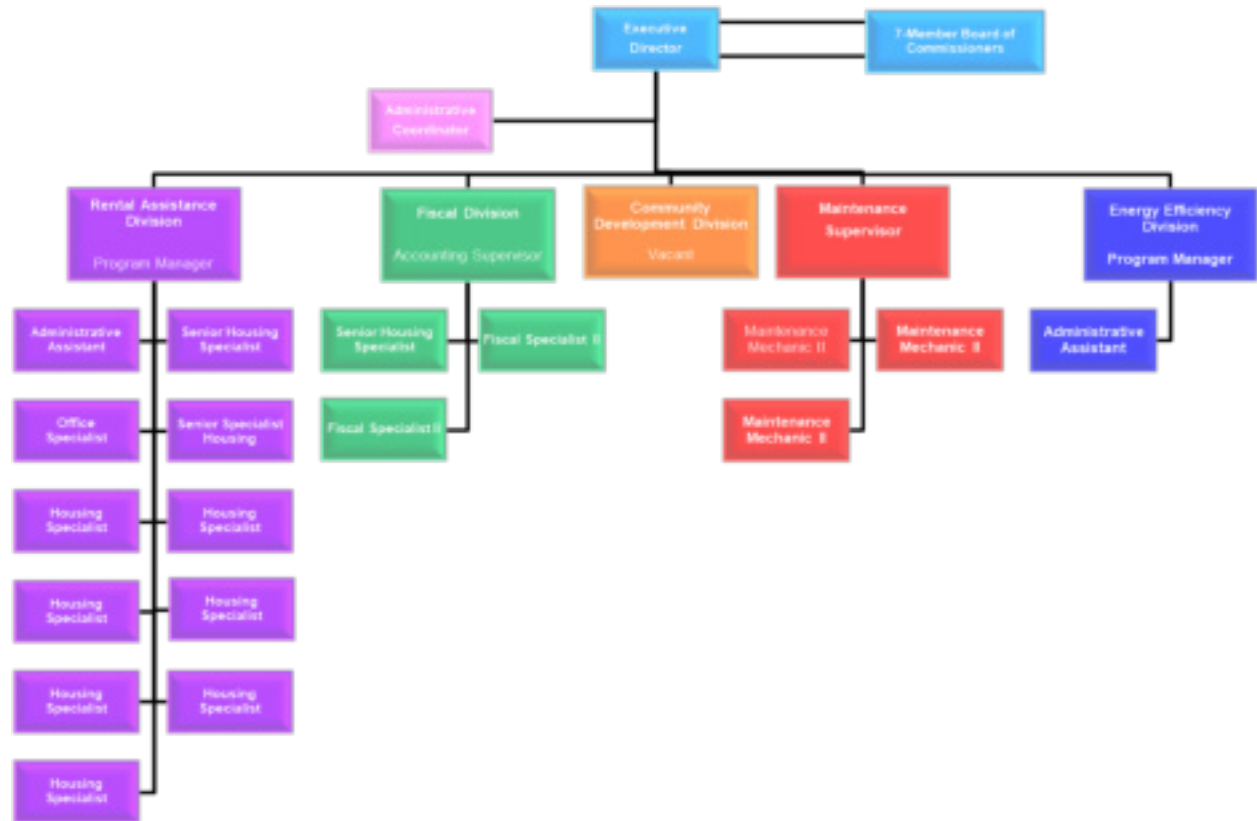 Executive
Director
7-Member Board of
Commissioners
Administrative
Coordinator
Rental Assistance
Division
Program Manager
Fiscal Division
Accounting Supervisor
Community
Development Division
Vacant
Maintenance
Supervisor
Energy Efficiency
Division
Program Manager
Administrative
Assistant
Senior Housing
Specialist
Senior Housing
Specialist
Fiscal Specialist II
Maintenance
Mechanic II
Maintenance
Mechanic II
Administrative
Assistant
Office
Specialist
Senior Specialist
Housing
Fiscal Specialist II
Maintenance
Mechanic II
Housing
Specialist
Housing
Specialist
Housing
Specialist
Housing
Specialist
Housing
Specialist
Housing
Specialist
Housing
Specialist